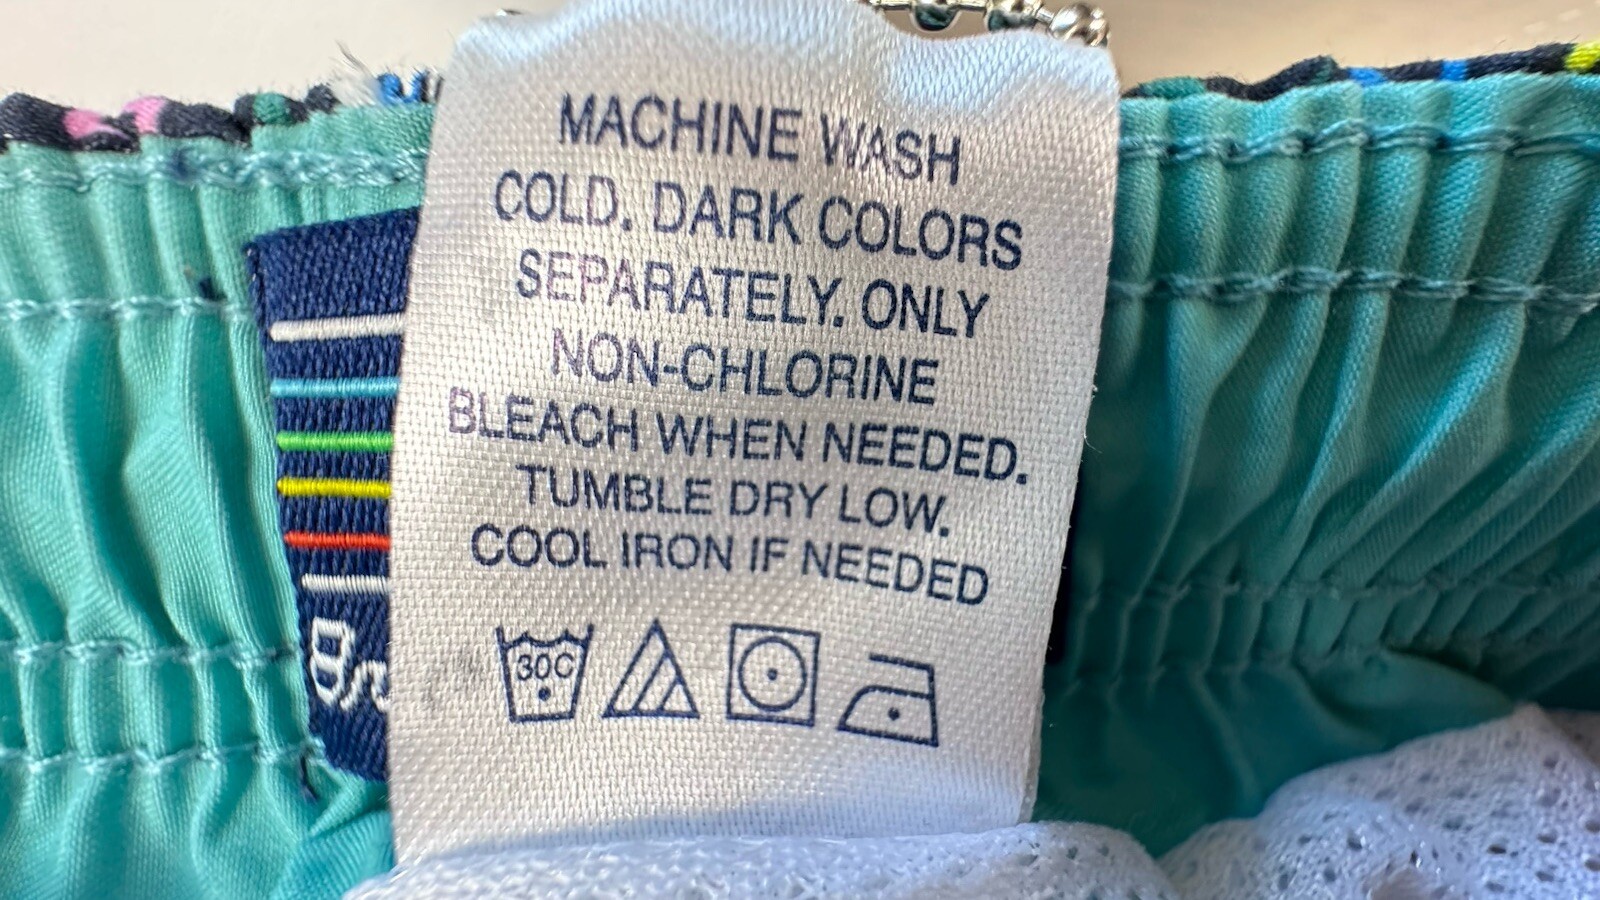 MACHINE WASH
COLD. DARK COLORS
SEPARATELY. ONLY
NON-CHLORINE
BLEACH WHEN NEEDED.
TUMBLE DRY LOW.
COOL IRON IF NEEDED
30C